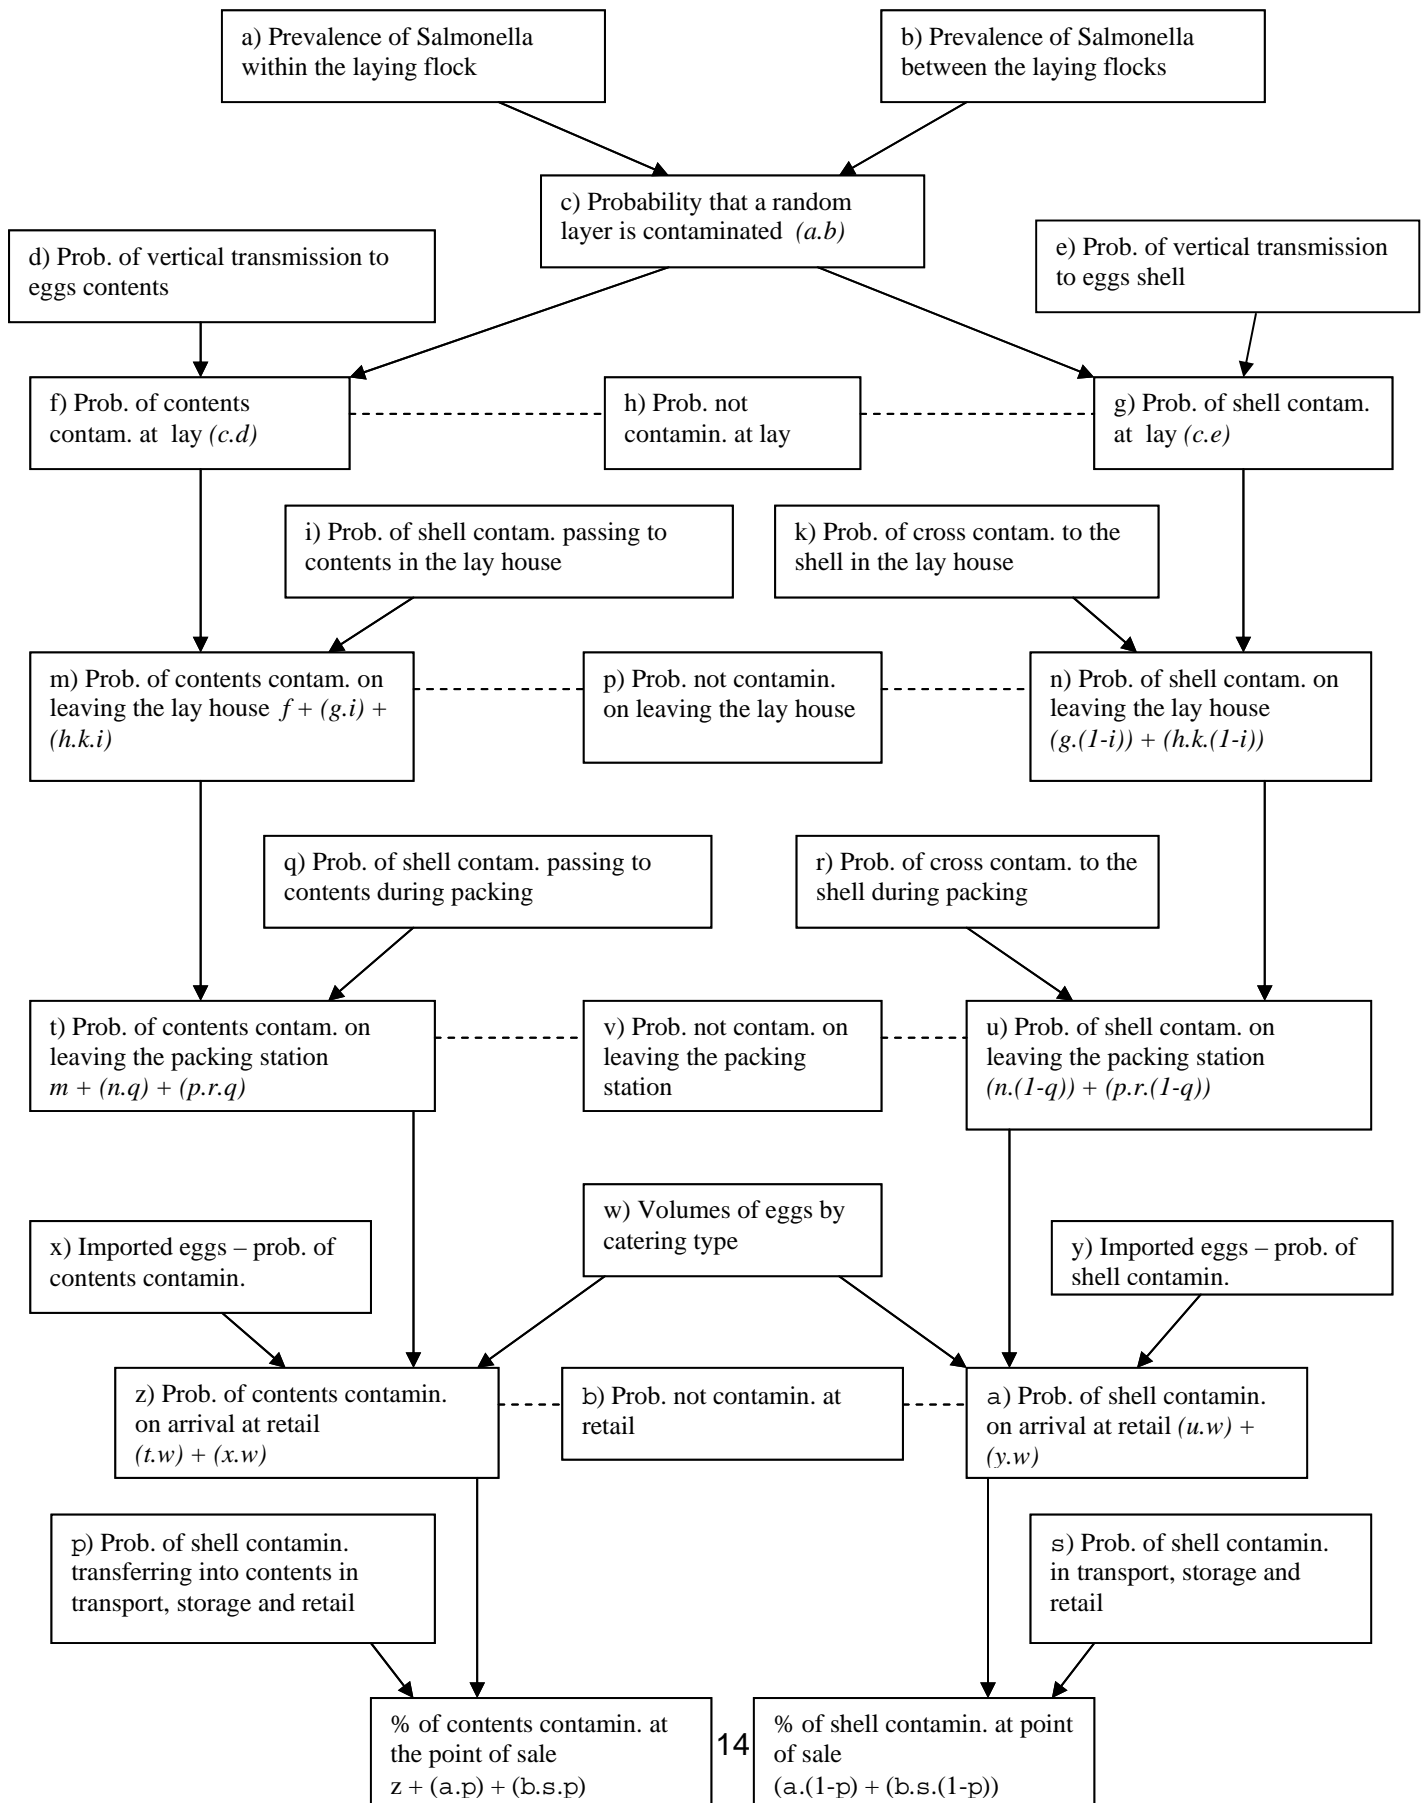 a) Prevalence of Salmonella
within the laying flock
b) Prevalence of Salmonella
between the laying flocks
c) Probability that a random
layer is contaminated (a.b)
d) Prob. of vertical transmission to
eggs contents
e) Prob. of vertical transmission
to eggs shell
f) Prob. of contents
contam. at lay (c.d)
h) Prob. not
contamin. at lay
g) Prob. of shell contam.
at lay (c.e)
i) Prob. of shell contam. passing to
contents in the lay house
k) Prob. of cross contam. to the
shell in the lay house
m) Prob. of contents contam. on
leaving the lay house f + (g.i) +
(h.k.i)
p) Prob. not contamin.
on leaving the lay house
n) Prob. of shell contam. on
leaving the lay house
(g.(1-i)) + (h.k.(1-i))
q) Prob. of shell contam. passing to
contents during packing
r) Prob. of cross contam. to the
shell during packing
t) Prob. of contents contam. on
leaving the packing station
m + (n.q) + (p.r.q)
v) Prob. not contam. on
leaving the packing
station
u) Prob. of shell contam. on
leaving the packing station
(n.(1-q)) + (p.r.(1-q))
w) Volumes of eggs by
catering type
x) Imported eggs – prob. of
contents contamin.
y) Imported eggs – prob. of
shell contamin.
z) Prob. of contents contamin.
on arrival at retail
(t.w) + (x.w)
b) Prob. not contamin. at
retail
a) Prob. of shell contamin.
on arrival at retail (u.w) +
(y.w)
p) Prob. of shell contamin.
transferring into contents in
transport, storage and retail
s) Prob. of shell contamin.
in transport, storage and
retail
% of contents contamin. at
the point of sale
z + (a.p) + (b.s.p)
14
% of shell contamin. at point
of sale
(a.(1-p) + (b.s.(1-p))